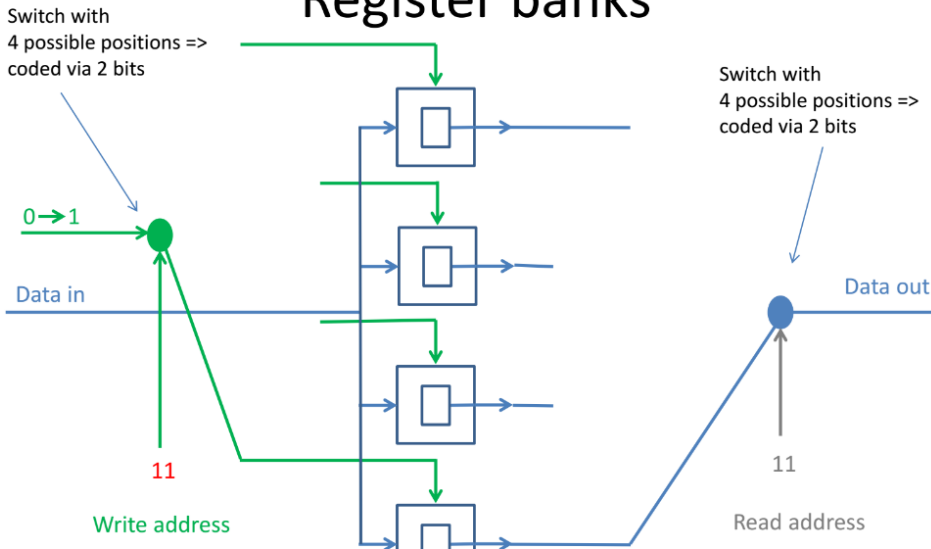 Register banks
Switch with
4 possible positions =>
coded via 2 bits
Switch with
4 possible positions =>
coded via 2 bits
0→1
Data in
Data out
11
11
Write address
Read address